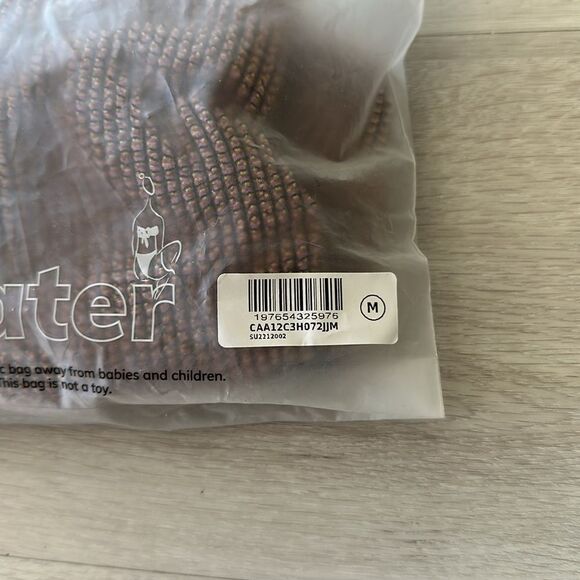 ater
197654325976
CAA12C3H072JJM
SU2212002
M
c bag away from babies and children.
This bag is not a toy.